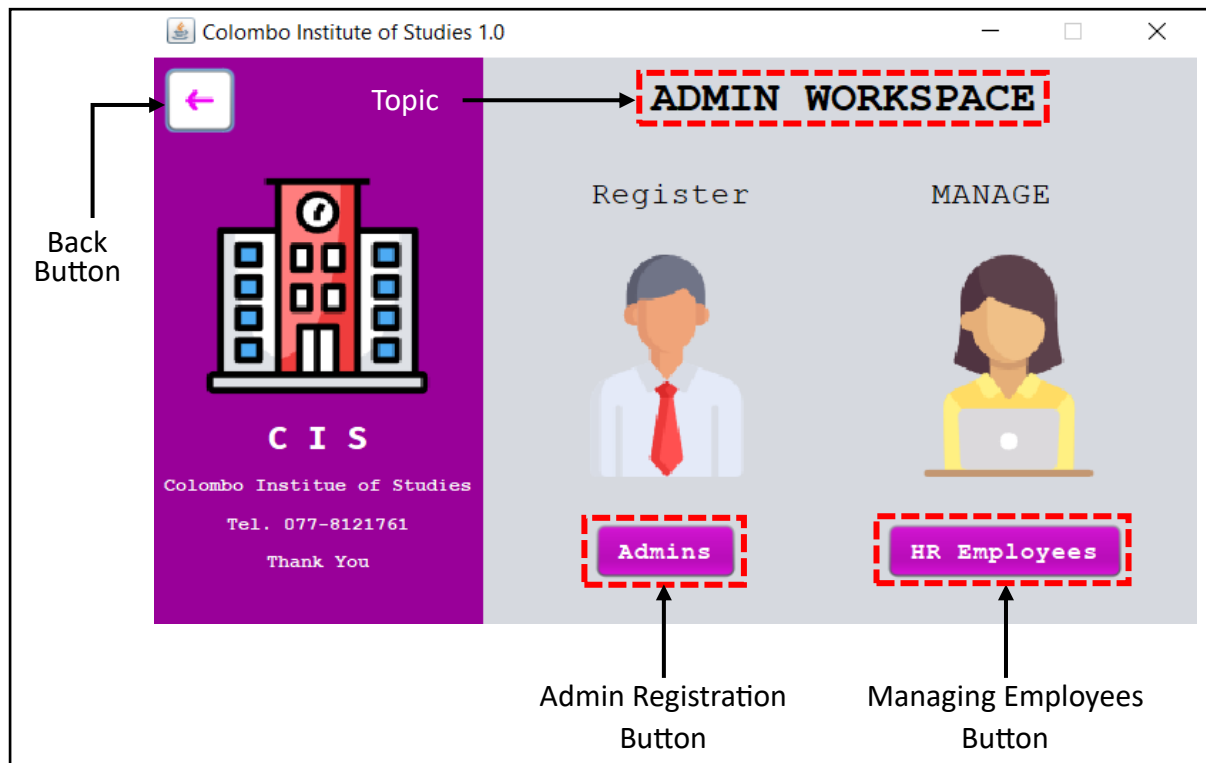 Colombo Institute of Studies 1.0
Topic
ADMIN WORKSPACE
Register
MANAGE
Back
Button
C I S
Colombo Institue of Studies
Tel. 077-8121761
Thank You
Admins
HR Employees
Admin Registration
Button
Managing Employees
Button